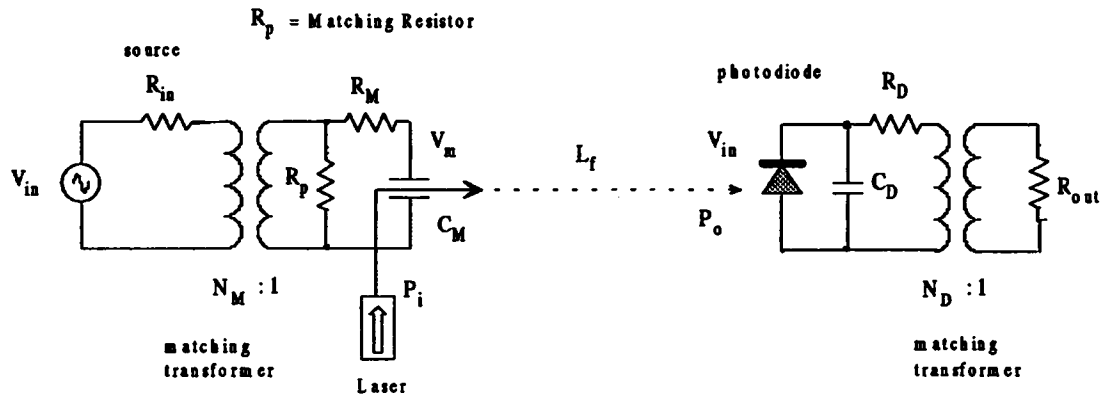 R_p = Matching Resistor
source
R_in
R_M
V_m
V_in
R_p
C_M
N_M : 1
P_i
matching
transformer
Laser
L_f
photodiode
V_in
R_D
C_D
P_o
R_out
N_D : 1
matching
transformer